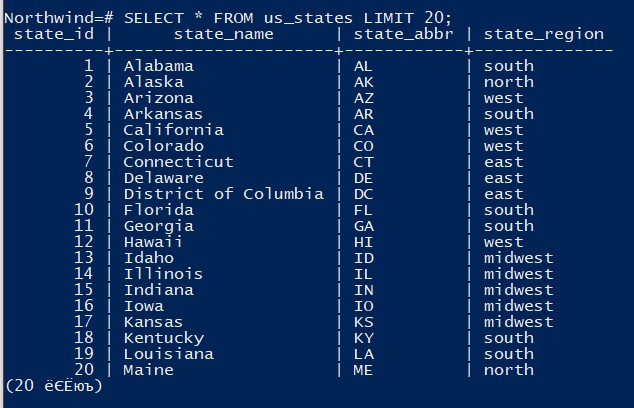 Northwind=# SELECT * FROM us_states LIMIT 20;
 state_id |      state_name      | state_abbr | state_region
----------+----------------------+------------+--------------
        1 | Alabama              | AL         | south
        2 | Alaska               | AK         | north
        3 | Arizona              | AZ         | west
        4 | Arkansas             | AR         | south
        5 | California           | CA         | west
        6 | Colorado             | CO         | west
        7 | Connecticut          | CT         | east
        8 | Delaware             | DE         | east
        9 | District of Columbia | DC         | east
       10 | Florida              | FL         | south
       11 | Georgia              | GA         | south
       12 | Hawaii               | HI         | west
       13 | Idaho                | ID         | midwest
       14 | Illinois             | IL         | midwest
       15 | Indiana              | IN         | midwest
       16 | Iowa                 | IO         | midwest
       17 | Kansas               | KS         | midwest
       18 | Kentucky             | KY         | south
       19 | Louisiana            | LA         | south
       20 | Maine                | ME         | north
(20 ёЄЁюъ)